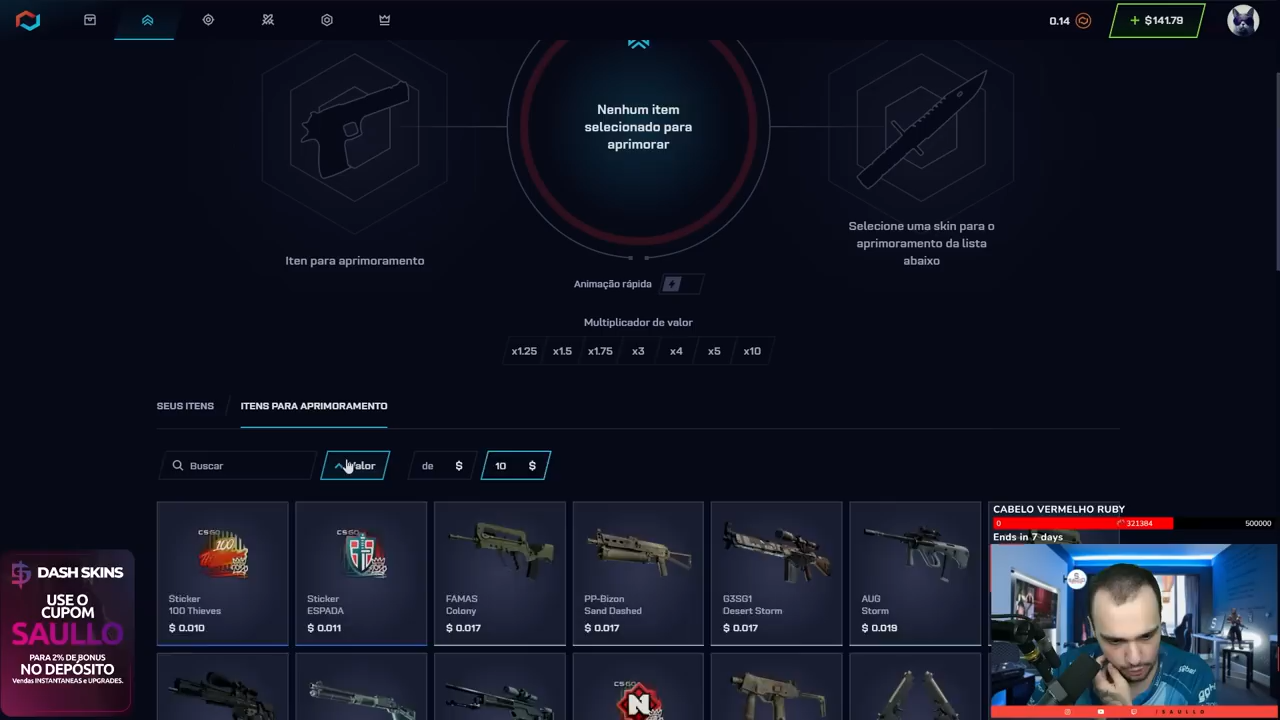 0.14
+ $141.79
Nenhum item
selecionado para
aprimorar
Iten para aprimoramento
Selecione uma skin para o
aprimoramento da lista
abaixo
Animação rápida
Multiplicador de valor
x1.25 x1.5 x1.75 x3 x4 x5 x10
SEUS ITENS / ITENS PARA APRIMORAMENTO
Buscar
Valor
de $
10 $
Sticker
100 Thieves
$ 0.010
Sticker
ESPADA
$ 0.011
FAMAS
Colony
$ 0.017
PP-Bizon
Sand Dashed
$ 0.017
G3SG1
Desert Storm
$ 0.017
AUG
Storm
$ 0.019
CABELO VERMELHO RUBY
0 321384 500000
Ends in 7 days
DASH SKINS
USE O
CUPOM
SAULLO
PARA 2% DE BONUS
NO DEPÓSITO
Vendas INSTANTANEAS e UPGRADES.
! S A U L L O